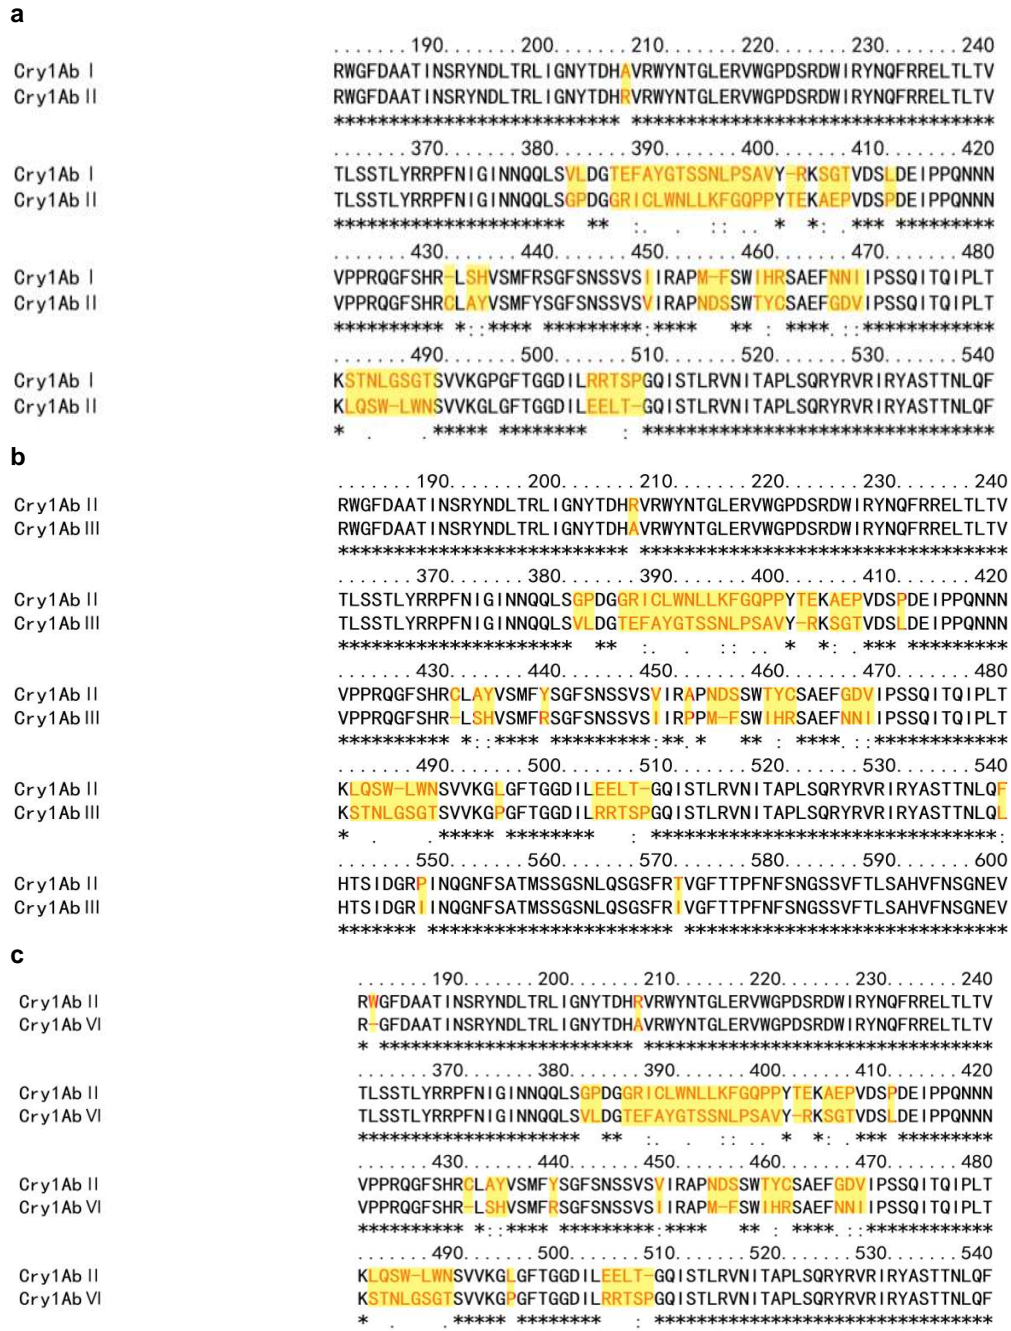 a
.......190.......200.......210.......220.......230.......240
Cry1Ab Ⅰ RWGFDAATINSRYNDLTRLIGNYTDHAVRWYNTGLERVWGPDSRDWIRYNQFRRELTLTV
Cry1Ab Ⅱ RWGFDAATINSRYNDLTRLIGNYTDHRVRWYNTGLERVWGPDSRDWIRYNQFRRELTLTV
************************** *********************************
.......370.......380.......390.......400.......410.......420
Cry1Ab Ⅰ TLSSTLYRRPFNIGINNQQLSVLDGTEFAYGTSSNLPSAVY-RKSGTVDSLDEIPPQNNN
Cry1Ab Ⅱ TLSSTLYRRPFNIGINNQQLSGPDGGRICLWNLLKFGQPPYTEKAEPVDSPDEIPPQNNN
*********************  **  :.  .  :: ..  *  *: .*** *********
.......430.......440.......450.......460.......470.......480
Cry1Ab Ⅰ VPPRQGFSHR-LSHVSMFRSGFSNSSVSIIRAPM-FSWIHRSAEFNNIIPSSQITQIPLT
Cry1Ab Ⅱ VPPRQGFSHRCLAYVSMFYSGFSNSSVSVIRAPNDSSWTYCSAEFGDVIPSSQITQIPLT
********** *::**** *********:****   ** : ****.::************
.......490.......500.......510.......520.......530.......540
Cry1Ab Ⅰ KSTNLGSGTSVVKGPGFTGGDILRRTSPGQISTLRVNITAPLSQRYRVRIRYASTTNLQF
Cry1Ab Ⅱ KLQSW-LWNSVVKGLGFTGGDILEELT-GQISTLRVNITAPLSQRYRVRIRYASTTNLQF
*  .    .***** ********   : ********************************
b
.......190.......200.......210.......220.......230.......240
Cry1Ab Ⅱ RWGFDAATINSRYNDLTRLIGNYTDHRVRWYNTGLERVWGPDSRDWIRYNQFRRELTLTV
Cry1Ab Ⅲ RWGFDAATINSRYNDLTRLIGNYTDHAVRWYNTGLERVWGPDSRDWIRYNQFRRELTLTV
************************** *********************************
.......370.......380.......390.......400.......410.......420
Cry1Ab Ⅱ TLSSTLYRRPFNIGINNQQLSGPDGGRICLWNLLKFGQPPYTEKAEPVDSPDEIPPQNNN
Cry1Ab Ⅲ TLSSTLYRRPFNIGINNQQLSVLDGTEFAYGTSSNLPSAVY-RKSGTVDSLDEIPPQNNN
*********************  **  :.  .  :: ..  *  *: .*** *********
.......430.......440.......450.......460.......470.......480
Cry1Ab Ⅱ VPPRQGFSHRCLAYVSMFYSGFSNSSVSVIRAPNDSSWTYCSAEFGDVIPSSQITQIPLT
Cry1Ab Ⅲ VPPRQGFSHR-LSHVSMFRSGFSNSSVSIIRPPM-FSWIHRSAEFNNIIPSSQITQIPLT
********** *::**** *********:**.*   ** : ****.::************
.......490.......500.......510.......520.......530.......540
Cry1Ab Ⅱ KLQSW-LWNSVVKGLGFTGGDILEELT-GQISTLRVNITAPLSQRYRVRIRYASTTNLQF
Cry1Ab Ⅲ KSTNLGSGTSVVKGPGFTGGDILRRTSPGQISTLRVNITAPLSQRYRVRIRYASTTNLQL
*  .    .***** ********   : *******************************:
.......550.......560.......570.......580.......590.......600
Cry1Ab Ⅱ HTSIDGRPINQGNFSATMSSGSNLQSGSFRTVGFTTPFNFSNGSSVFTLSAHVFNSGNEV
Cry1Ab Ⅲ HTSIDGRIINQGNFSATMSSGSNLQSGSFRIVGFTTPFNFSNGSSVFTLSAHVFNSGNEV
******* ********************** *****************************
c
.......190.......200.......210.......220.......230.......240
Cry1Ab Ⅱ RWGFDAATINSRYNDLTRLIGNYTDHRVRWYNTGLERVWGPDSRDWIRYNQFRRELTLTV
Cry1Ab Ⅵ R-GFDAATINSRYNDLTRLIGNYTDHAVRWYNTGLERVWGPDSRDWIRYNQFRRELTLTV
* ************************ *********************************
.......370.......380.......390.......400.......410.......420
Cry1Ab Ⅱ TLSSTLYRRPFNIGINNQQLSGPDGGRICLWNLLKFGQPPYTEKAEPVDSPDEIPPQNNN
Cry1Ab Ⅵ TLSSTLYRRPFNIGINNQQLSVLDGTEFAYGTSSNLPSAVY-RKSGTVDSLDEIPPQNNN
*********************  **  :.  .  :: ..  *  *: .*** *********
.......430.......440.......450.......460.......470.......480
Cry1Ab Ⅱ VPPRQGFSHRCLAYVSMFYSGFSNSSVSVIRAPNDSSWTYCSAEFGDVIPSSQITQIPLT
Cry1Ab Ⅵ VPPRQGFSHR-LSHVSMFRSGFSNSSVSIIRAPM-FSWIHRSAEFNNIIPSSQITQIPLT
********** *::**** *********:****   ** : ****.::************
.......490.......500.......510.......520.......530.......540
Cry1Ab Ⅱ KLQSW-LWNSVVKGLGFTGGDILEELT-GQISTLRVNITAPLSQRYRVRIRYASTTNLQF
Cry1Ab Ⅵ KSTNLGSGTSVVKGPGFTGGDILRRTSPGQISTLRVNITAPLSQRYRVRIRYASTTNLQF
*  .    .***** ********   : ********************************